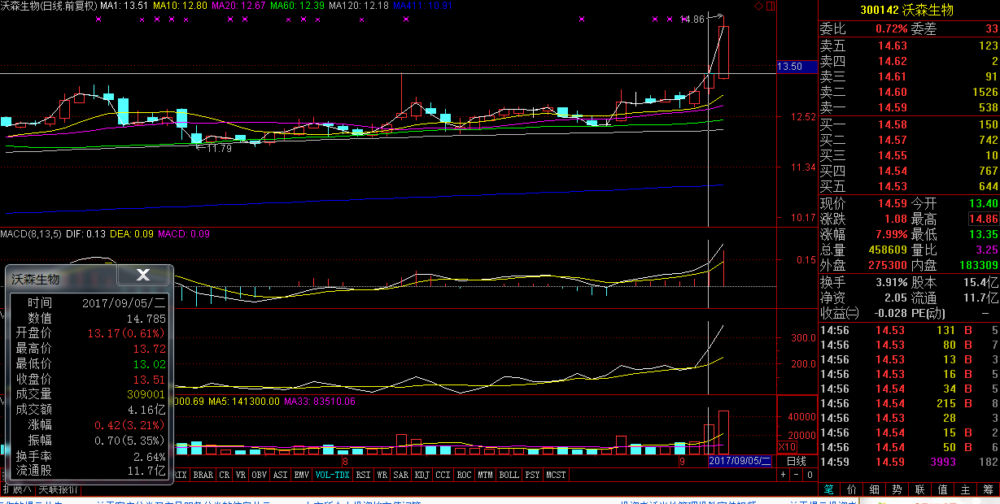 沃森生物(日线.前复权) MA1: 13.51 MA10: 12.80 MA20: 12.67 MA60: 12.39 MA120: 12.18 MA411: 10.91
14.86
13.50
12.52
11.79
11.34
10.17
MACD(8,13,5) DIF: 0.13 DEA: 0.09 MACD: 0.09
0.15
300.0
200.0
000.69 MA5: 141300.00 MA33: 83510.06
40000
20000
X10
8
9
2017/09/05/二
日线
沃森生物
X
时间 2017/09/05/二
数值 14.785
开盘价 13.17(0.61%)
最高价 13.72
最低价 13.02
收盘价 13.51
成交量 309001
成交额 4.16亿
涨幅 0.42(3.21%)
振幅 0.70(5.35%)
换手率 2.64%
流通股 11.7亿
RIX BRAR CR VR OBV ASI EMV VOL-TDX RSI WR SAR KDJ CCI ROC MTM BOLL PSY MCST
+ - 0
扩展∧ 关联报价
300142 沃森生物
委比 0.72% 委差 33
卖五 14.63 123
卖四 14.62 2
卖三 14.61 91
卖二 14.60 1526
卖一 14.59 538
买一 14.58 150
买二 14.57 742
买三 14.55 10
买四 14.54 767
买五 14.53 644
现价 14.59 今开 13.40
涨跌 1.08 最高 14.86
涨幅 7.99% 最低 13.35
总量 458609 量比 3.25
外盘 275300 内盘 183309
换手 3.91% 股本 15.4亿
净资 2.05 流通 11.7亿
收益㈡ -0.028 PE(动) —
14:56 14.53 131 B 5
14:56 14.53 80 B 7
14:56 14.53 13 B 3
14:56 14.53 16 B 5
14:56 14.54 34 B 5
14:56 14.54 215 B 8
14:56 14.53 28 3
14:56 14.54 15 B 2
14:56 14.54 50 B 6
14:59 14.59 3993 182
笔 价 细 势 联 值 主 筹